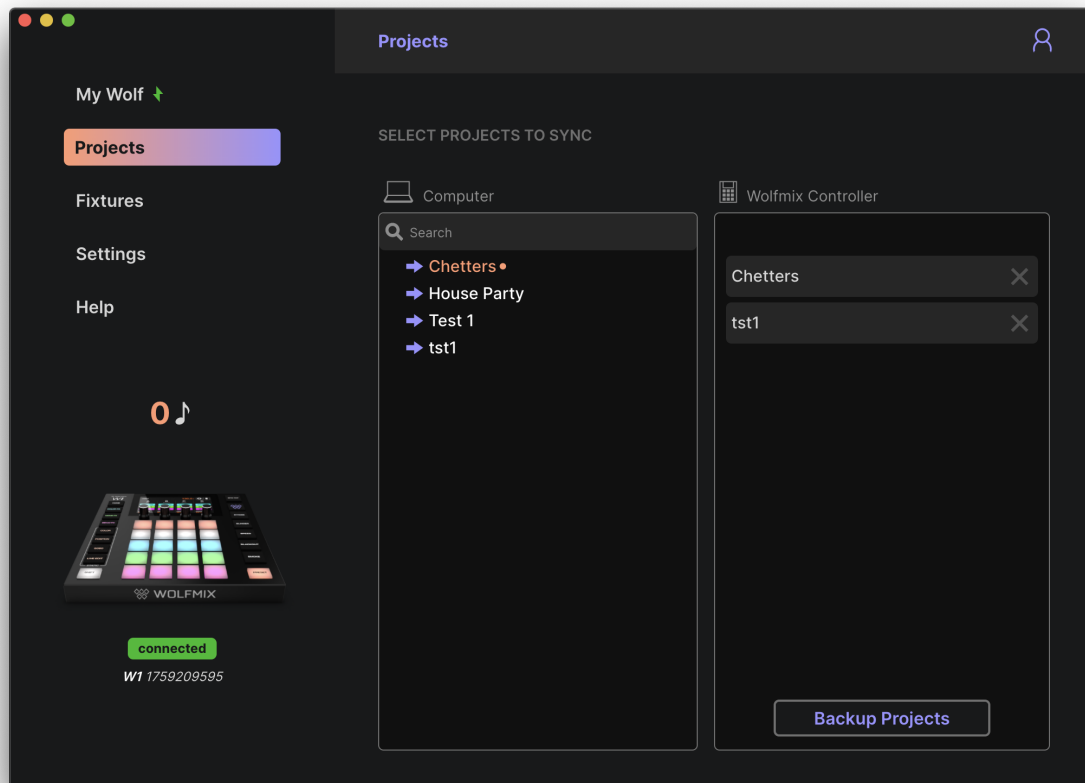 Projects
My Wolf
Projects
Fixtures
Settings
Help
SELECT PROJECTS TO SYNC
Computer
Search
Chetters
House Party
Test 1
tst1
Wolfmix Controller
Chetters
tst1
Backup Projects
0
WOLFMIX
connected
W1 1759209595